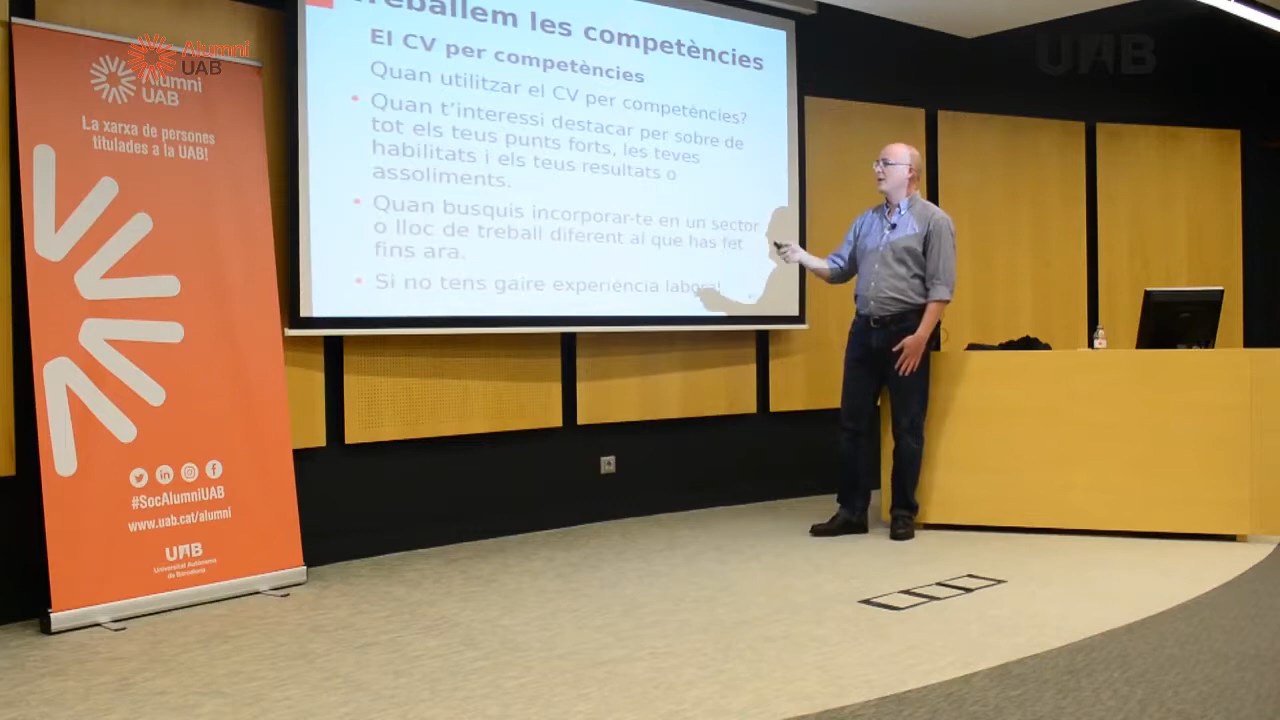 Alumni
UAB
Alumni
UAB
La xarxa de persones
titulades a la UAB!
#SocAlumniUAB
www.uab.cat/alumni
UAB
Universitat Autònoma
de Barcelona
Treballem les competències
El CV per competències
Quan utilitzar el CV per competències?
• Quan t'interessi destacar per sobre de
tot els teus punts forts, les teves
habilitats i els teus resultats o
assoliments.
• Quan busquis incorporar-te en un sector
o lloc de treball diferent al que has fet
fins ara.
• Si no tens gaire experiència laboral
UAB